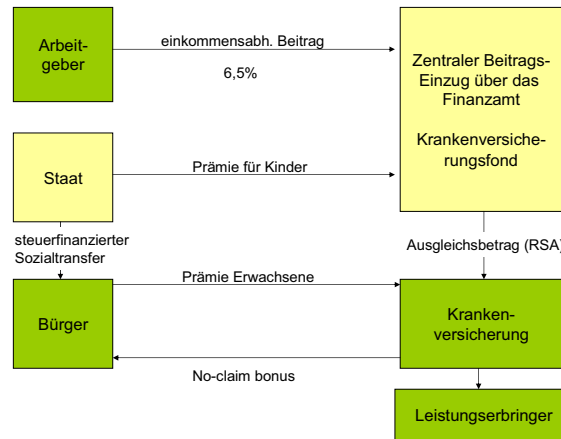 Arbeit-
geber
einkommensabh. Beitrag
6,5%
Zentraler Beitrags-
Einzug über das
Finanzamt
Krankenversiche-
rungsfond
Staat
Prämie für Kinder
steuerfinanzierter
Sozialtransfer
Ausgleichsbetrag (RSA)
Bürger
Prämie Erwachsene
Kranken-
versicherung
No-claim bonus
Leistungserbringer